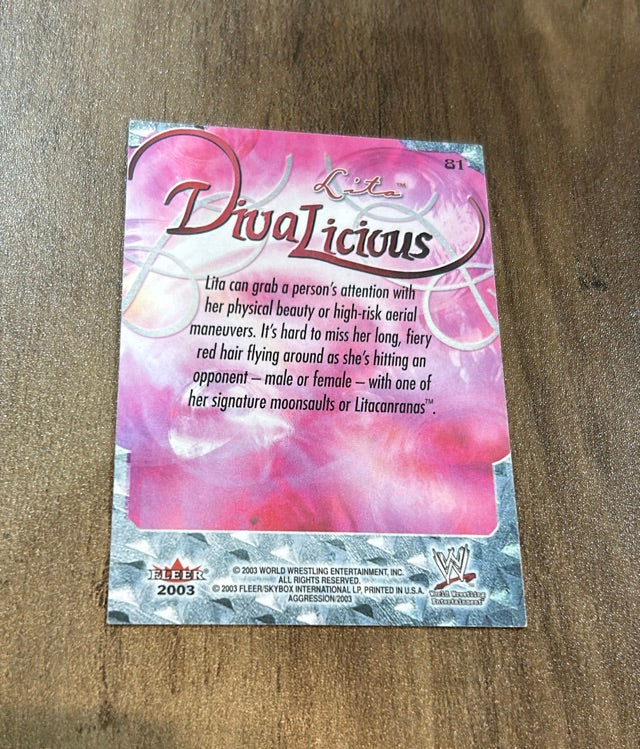 81
Lita™
DivaLicious
Lita can grab a person's attention with
her physical beauty or high-risk aerial
maneuvers. It's hard to miss her long, fiery
red hair flying around as she's hitting an
opponent – male or female – with one of
her signature moonsaults or Litacanranas™.
FLEER®
2003
© 2003 WORLD WRESTLING ENTERTAINMENT, INC.
ALL RIGHTS RESERVED.
© 2003 FLEER/SKYBOX INTERNATIONAL LP, PRINTED IN U.S.A.
AGGRESSION/2003
W
World Wrestling
Entertainment™